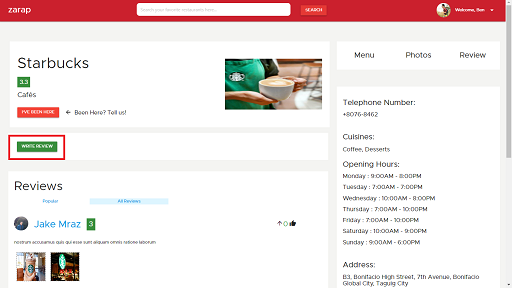 zarap
Search your favorite restaurants here...
SEARCH
Welcome, Ben
Starbucks
3.3
Cafés
I'VE BEEN HERE
Been Here? Tell us!
Menu
Photos
Review
WRITE REVIEW
Reviews
Popular
All Reviews
Jake Mraz
3
0
nostrum accusamus quis qui esse sunt aliquam omnis ratione laborum
Telephone Number:
+8076-8462
Cuisines:
Coffee, Desserts
Opening Hours:
Monday : 9:00AM - 8:00PM
Tuesday : 7:00AM - 7:00PM
Wednesday : 10:00AM - 8:00PM
Thursday : 7:00AM - 10:00PM
Friday : 7:00AM - 10:00PM
Saturday : 10:00AM - 9:00PM
Sunday : 9:00AM - 6:00PM
Address:
B3, Bonifacio High Street, 7th Avenue, Bonifacio
Global City, Taguig City